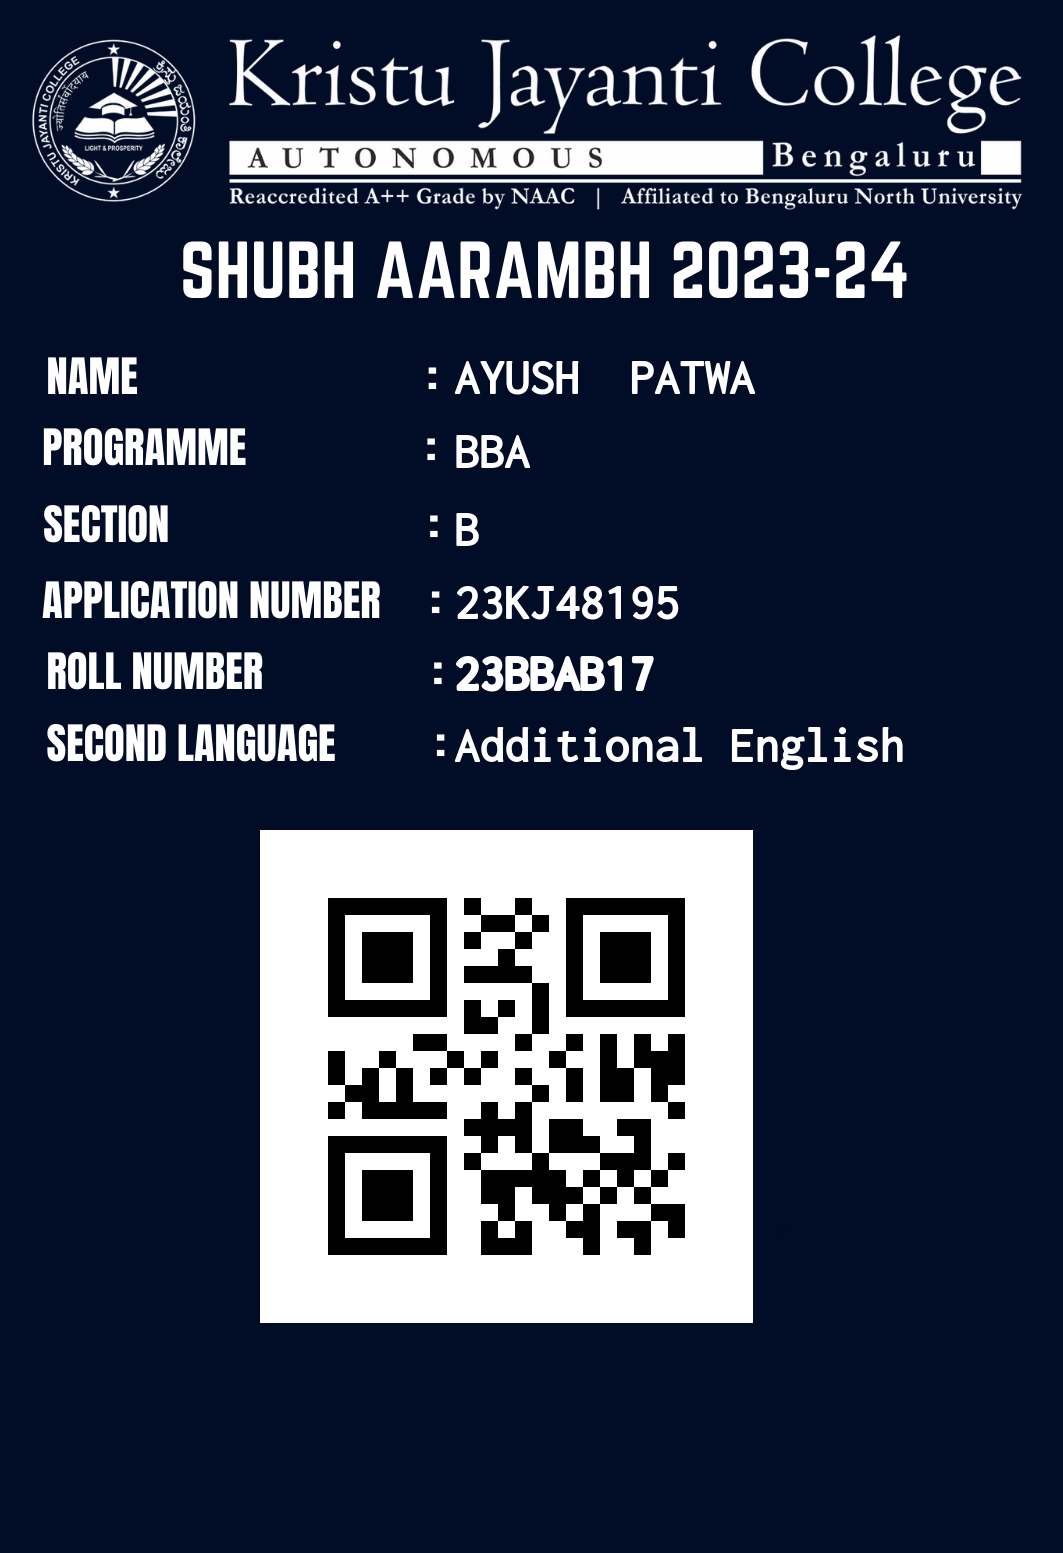 KRISTU JAYANTI COLLEGE
ಕ್ರಿಸ್ತು ಜಯಂತಿ ಕಾಲೇಜು
LIGHT & PROSPERITY
Kristu Jayanti College
AUTONOMOUS Bengaluru
Reaccredited A++ Grade by NAAC | Affiliated to Bengaluru North University
SHUBH AARAMBH 2023-24
NAME : AYUSH PATWA
PROGRAMME : BBA
SECTION : B
APPLICATION NUMBER : 23KJ48195
ROLL NUMBER : 23BBAB17
SECOND LANGUAGE : Additional English